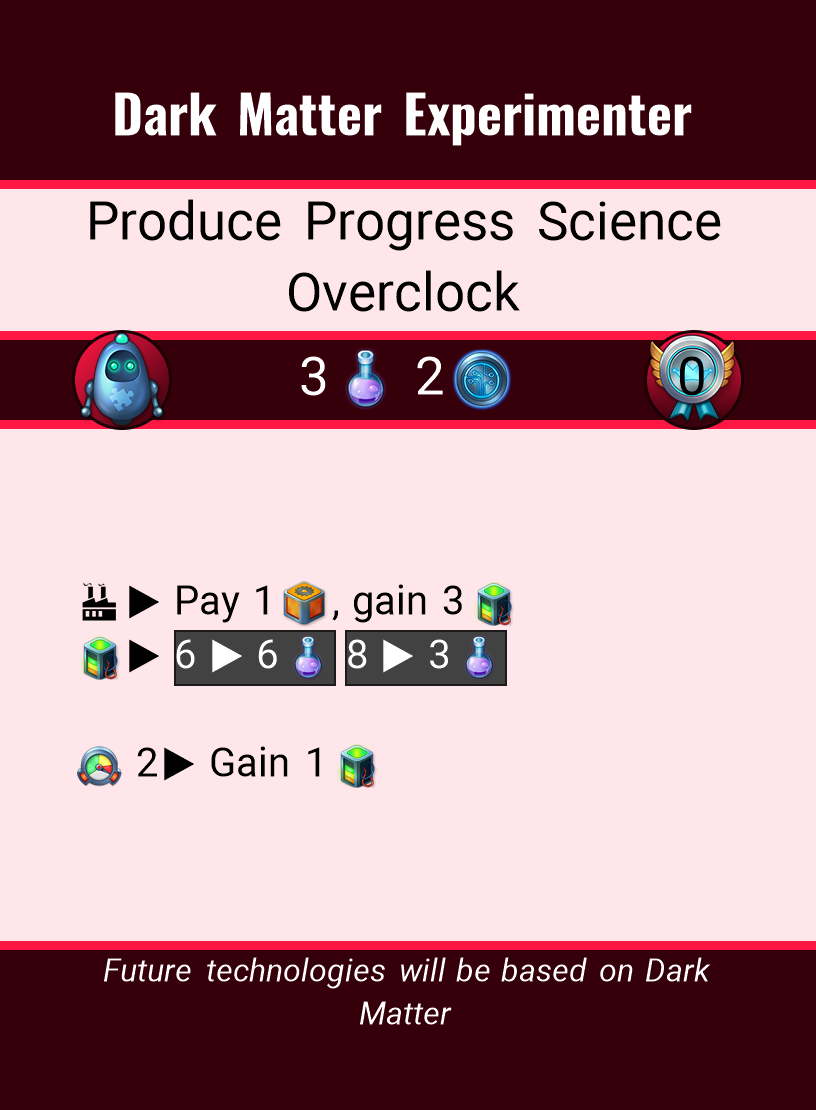 Dark Matter Experimenter
Produce Progress Science
Overclock
3 2 0
▶ Pay 1 , gain 3
▶ 6 ▶ 6 8 ▶ 3
2▶ Gain 1
Future technologies will be based on Dark
Matter